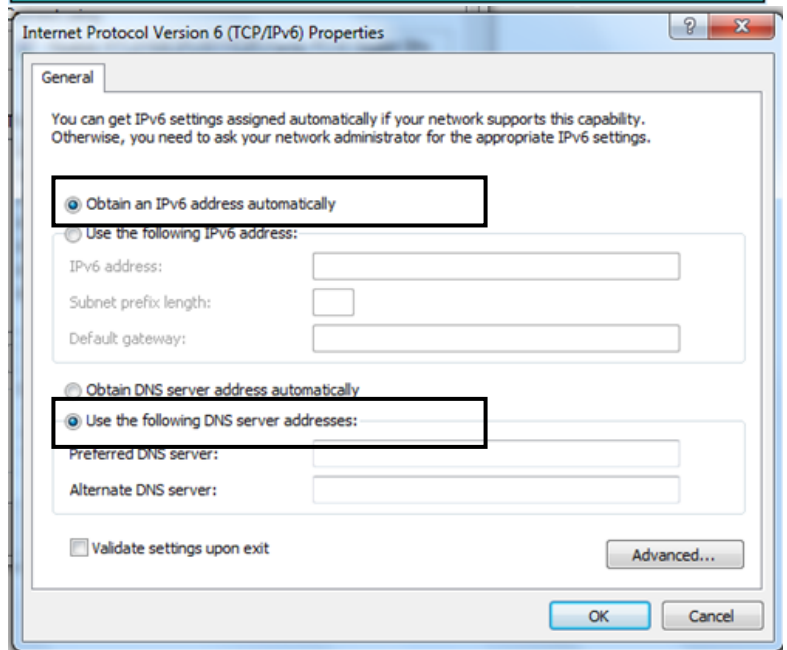 Internet Protocol Version 6 (TCP/IPv6) Properties
General
You can get IPv6 settings assigned automatically if your network supports this capability.
Otherwise, you need to ask your network administrator for the appropriate IPv6 settings.
Obtain an IPv6 address automatically
Use the following IPv6 address:
IPv6 address:
Subnet prefix length:
Default gateway:
Obtain DNS server address automatically
Use the following DNS server addresses:
Preferred DNS server:
Alternate DNS server:
Validate settings upon exit
Advanced...
OK
Cancel